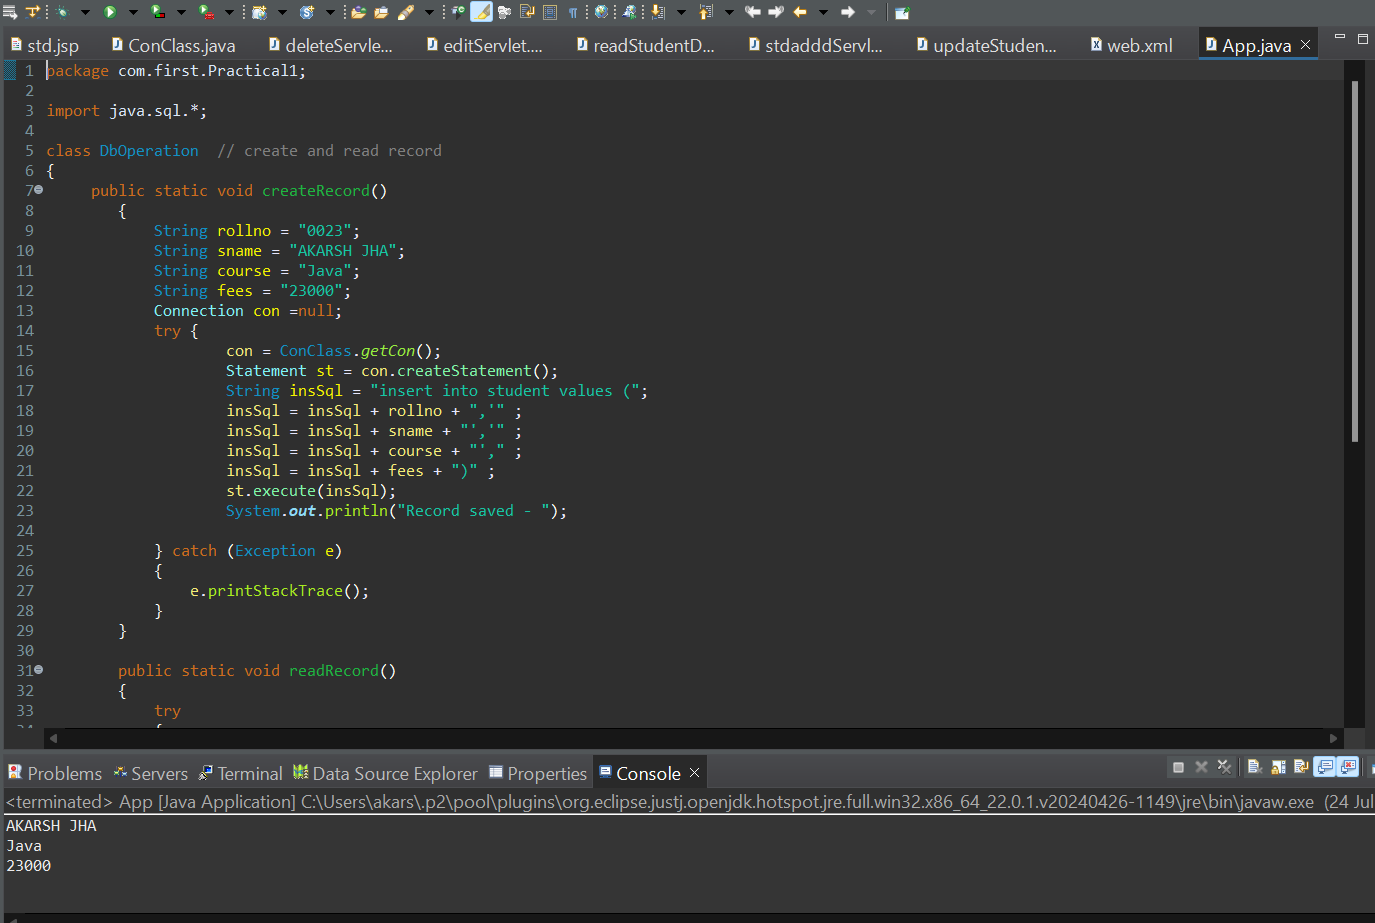 std.jsp ConClass.java deleteServle... editServlet.... readStudentD... stdadddServl... updateStuden... web.xml App.java
1 package com.first.Practical1;
2
3 import java.sql.*;
4
5 class DbOperation // create and read record
6 {
7 public static void createRecord()
8 {
9 String rollno = "0023";
10 String sname = "AKARSH JHA";
11 String course = "Java";
12 String fees = "23000";
13 Connection con =null;
14 try {
15 con = ConClass.getCon();
16 Statement st = con.createStatement();
17 String insSql = "insert into student values (";
18 insSql = insSql + rollno + ",'" ;
19 insSql = insSql + sname + "','" ;
20 insSql = insSql + course + "'," ;
21 insSql = insSql + fees + ")" ;
22 st.execute(insSql);
23 System.out.println("Record saved - ");
24
25 } catch (Exception e)
26 {
27 e.printStackTrace();
28 }
29 }
30
31 public static void readRecord()
32 {
33 try
Problems Servers Terminal Data Source Explorer Properties Console
<terminated> App [Java Application] C:\Users\akars\.p2\pool\plugins\org.eclipse.justj.openjdk.hotspot.jre.full.win32.x86_64_22.0.1.v20240426-1149\jre\bin\javaw.exe (24 Jul
AKARSH JHA
Java
23000